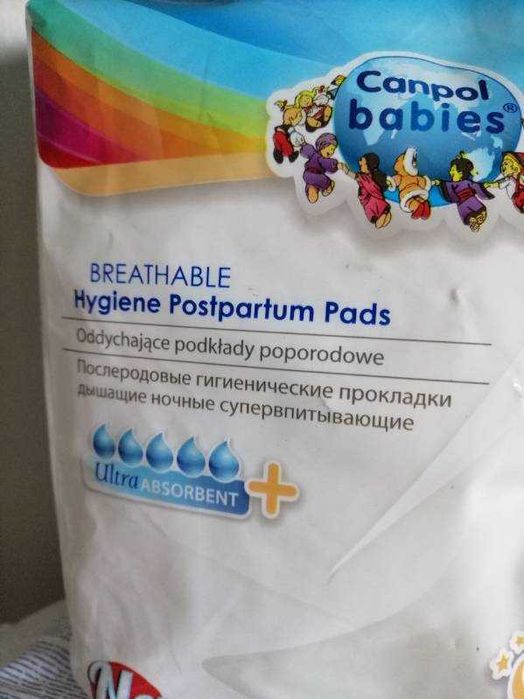 Canpol
babies®
BREATHABLE
Hygiene Postpartum Pads
Oddychające podkłady poporodowe
Послеродовые гигиенические прокладки
дышащие ночные супервпитывающие
Ultra ABSORBENT +